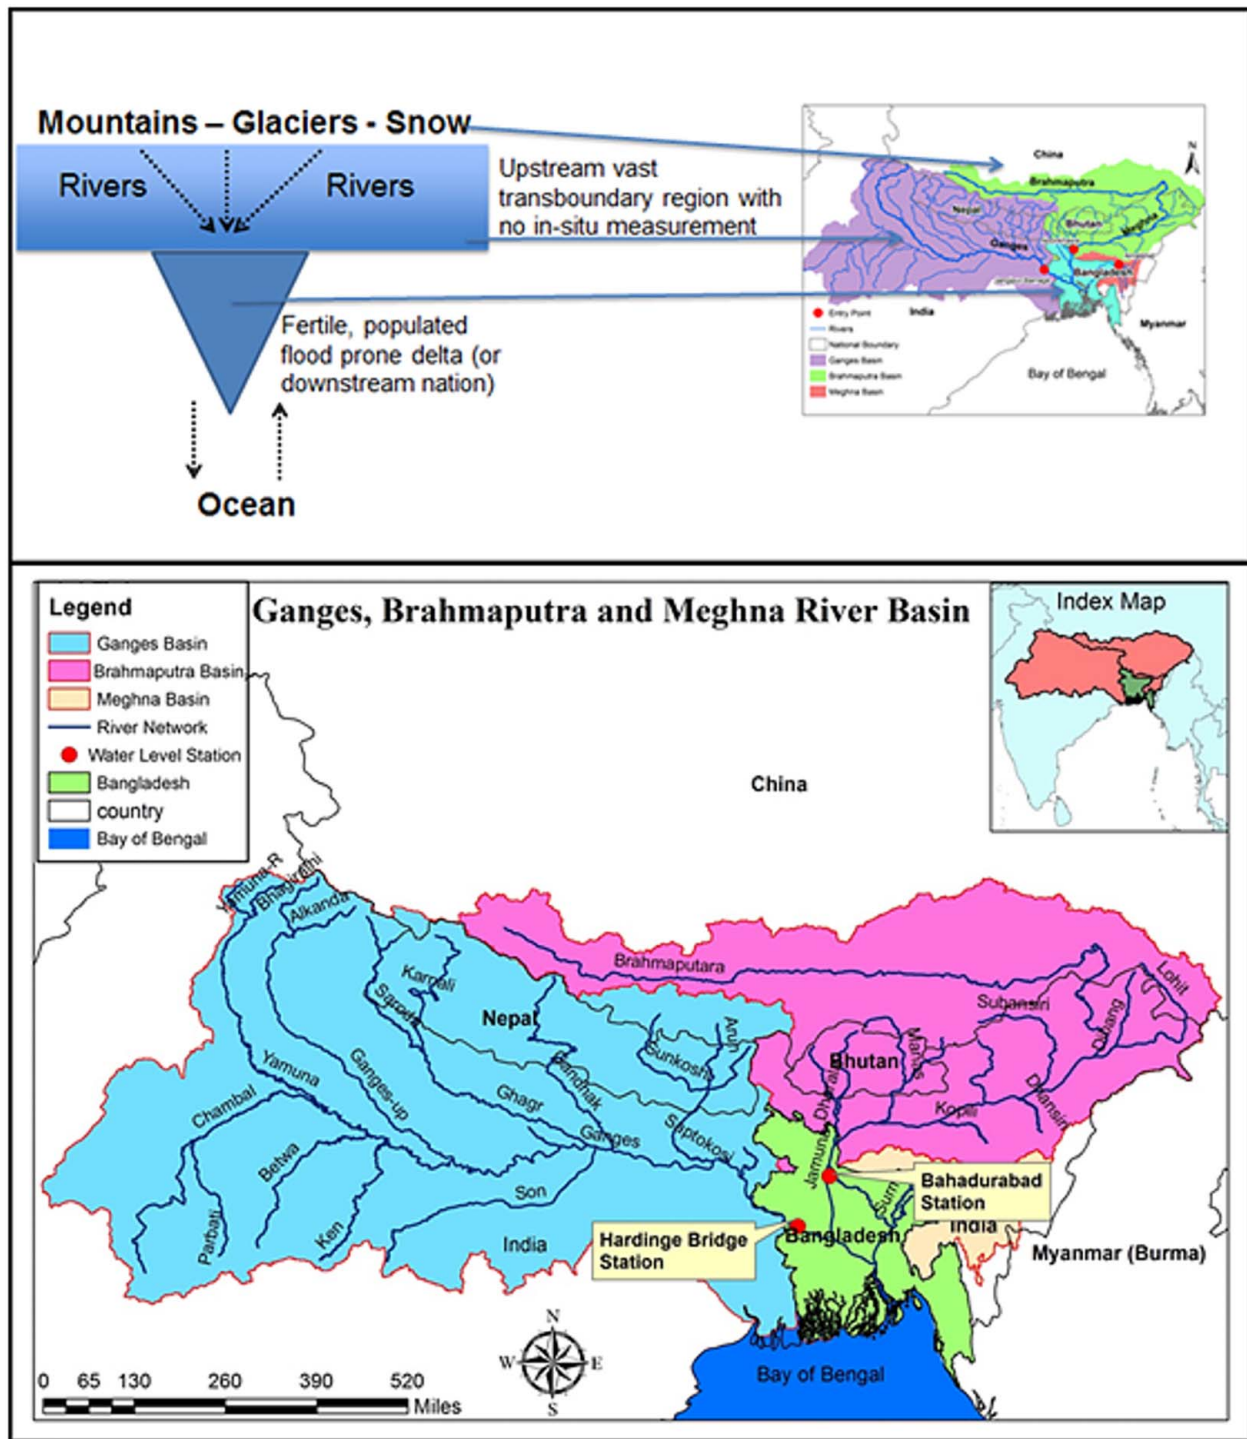 Mountains – Glaciers - Snow
Rivers
Rivers
Upstream vast
transboundary region with
no in-situ measurement
Fertile, populated
flood prone delta (or
downstream nation)
Ocean
N
China
Brahmaputra
Nepal
Bhutan
Meghna
Ganges
Bangladesh
India
Myanmar
Bay of Bengal
Entry Point
Rivers
National Boundary
Ganges Basin
Brahmaputra Basin
Meghna Basin
Ganges, Brahmaputra and Meghna River Basin
Legend
Ganges Basin
Brahmaputra Basin
Meghna Basin
River Network
Water Level Station
Bangladesh
country
Bay of Bengal
Index Map
China
Yamuna-R
Bhagirathi
Alkanda
Karnali
Sarda
Nepal
Brahmaputara
Subansiri
Lohit
Dibang
Arun
Sunkoshi
Bhutan
Manas
Dharala
Dhansiri
Kopili
Yamuna
Chambal
Ganges-up
Gandhak
Ghagr
Ganges
Saptokosi
Jamuna
Betwa
Son
Ken
Parbati
India
Surm
Bahadurabad
Station
Hardinge Bridge
Station
Bangladesh
India
Myanmar (Burma)
Bay of Bengal
N
W
E
S
0 65 130 260 390 520
Miles